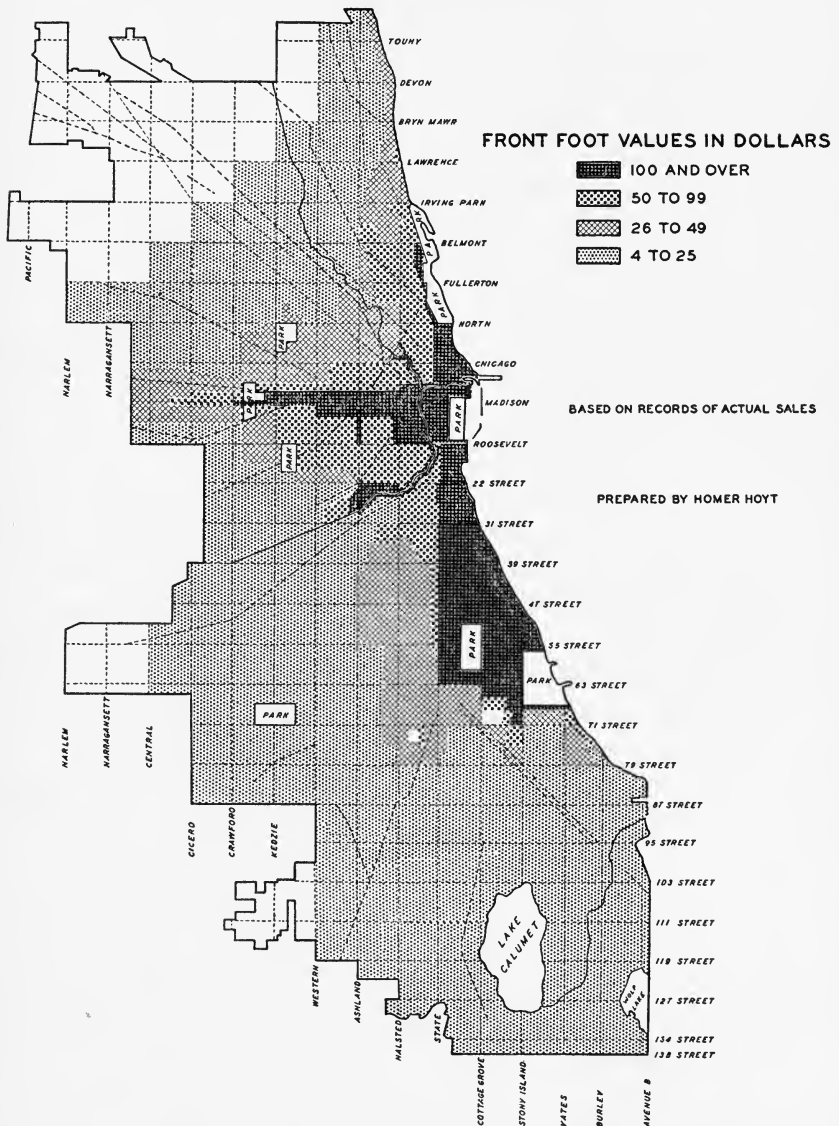 TOUHY
DEVON
BRYN MAWR
LAWRENCE
IRVING PARK
BELMONT
FULLERTON
NORTH
CHICAGO
MADISON
ROOSEVELT
22 STREET
31 STREET
39 STREET
47 STREET
55 STREET
63 STREET
71 STREET
79 STREET
87 STREET
95 STREET
103 STREET
111 STREET
119 STREET
127 STREET
134 STREET
138 STREET
FRONT FOOT VALUES IN DOLLARS
100 AND OVER
50 TO 99
26 TO 49
4 TO 25
BASED ON RECORDS OF ACTUAL SALES
PREPARED BY HOMER HOYT
PARK
PA
PARK
PARK
PARK
PARK
PARK
PARK
PARK
PARK
LAKE
CALUMET
WOLF
LAKE
PACIFIC
HARLEM
NARRAGANSETT
HARLEM
NARRAGANSETT
CENTRAL
CICERO
CRAWFORD
KEDZIE
WESTERN
ASHLAND
HALSTED
STATE
COTTAGE GROVE
STONY ISLAND
YATES
BURLEY
AVENUE B